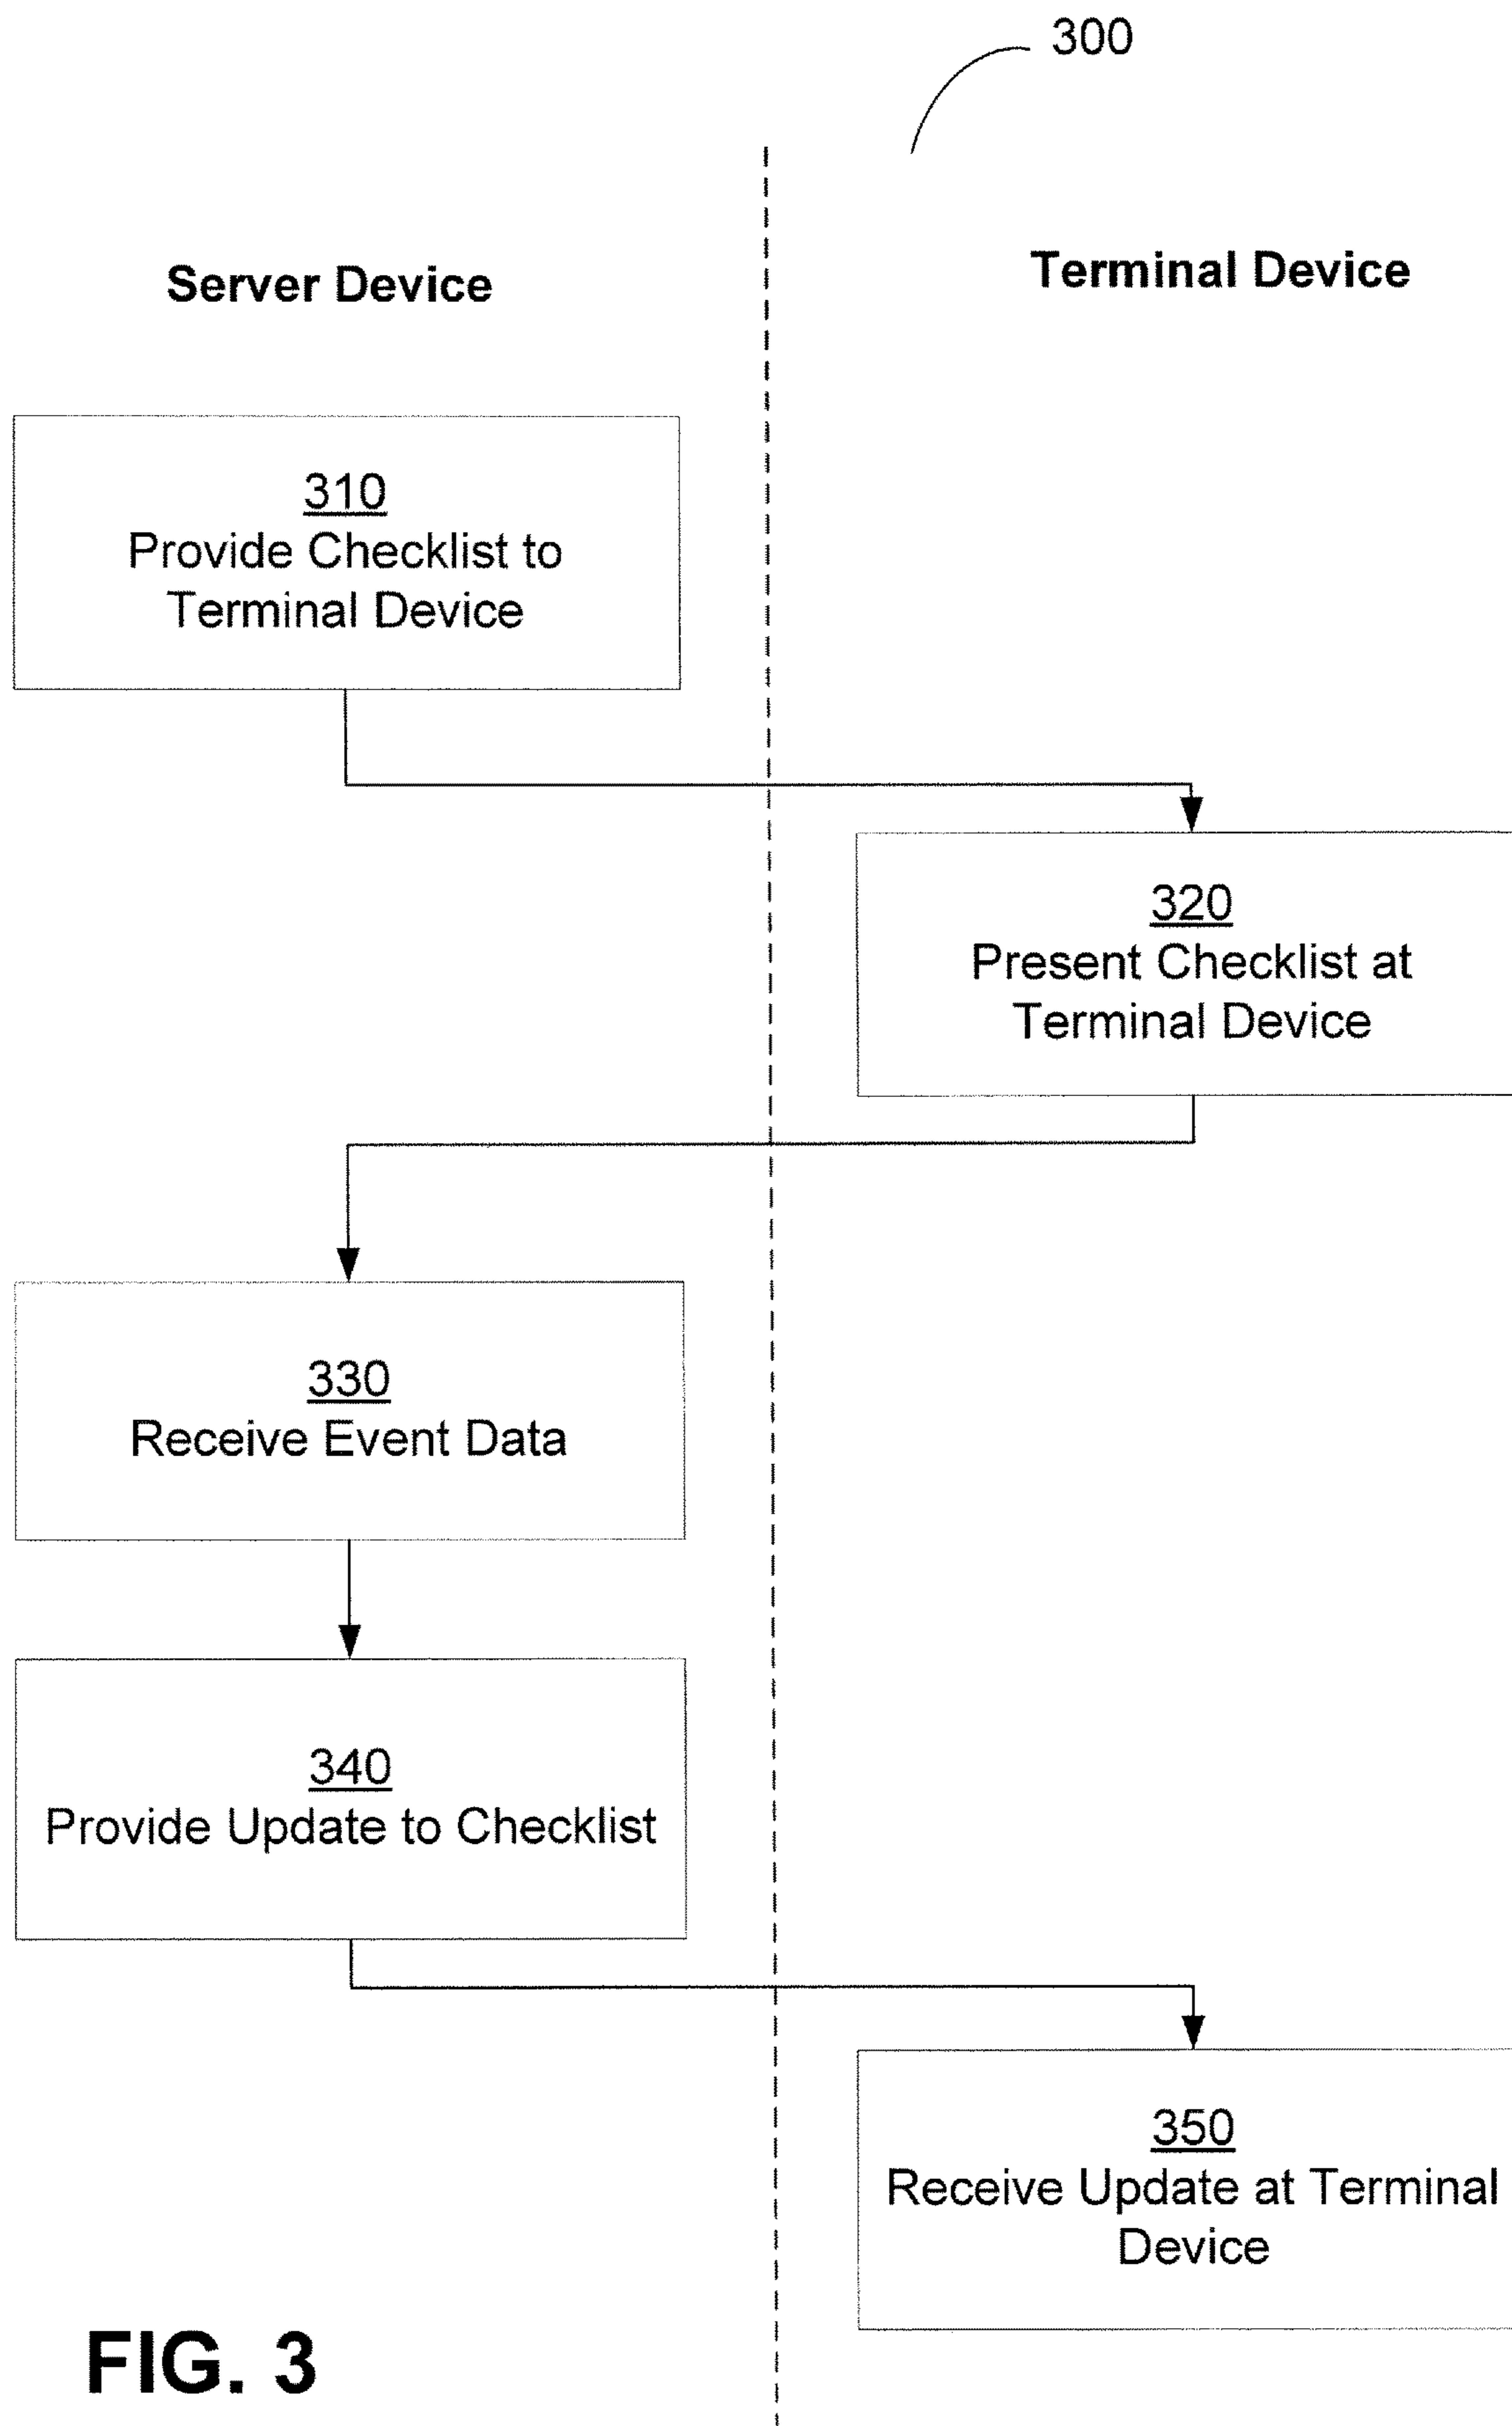 300
Server Device
Terminal Device
310
Provide Checklist to
Terminal Device
320
Present Checklist at
Terminal Device
330
Receive Event Data
340
Provide Update to Checklist
350
Receive Update at Terminal
Device
FIG. 3